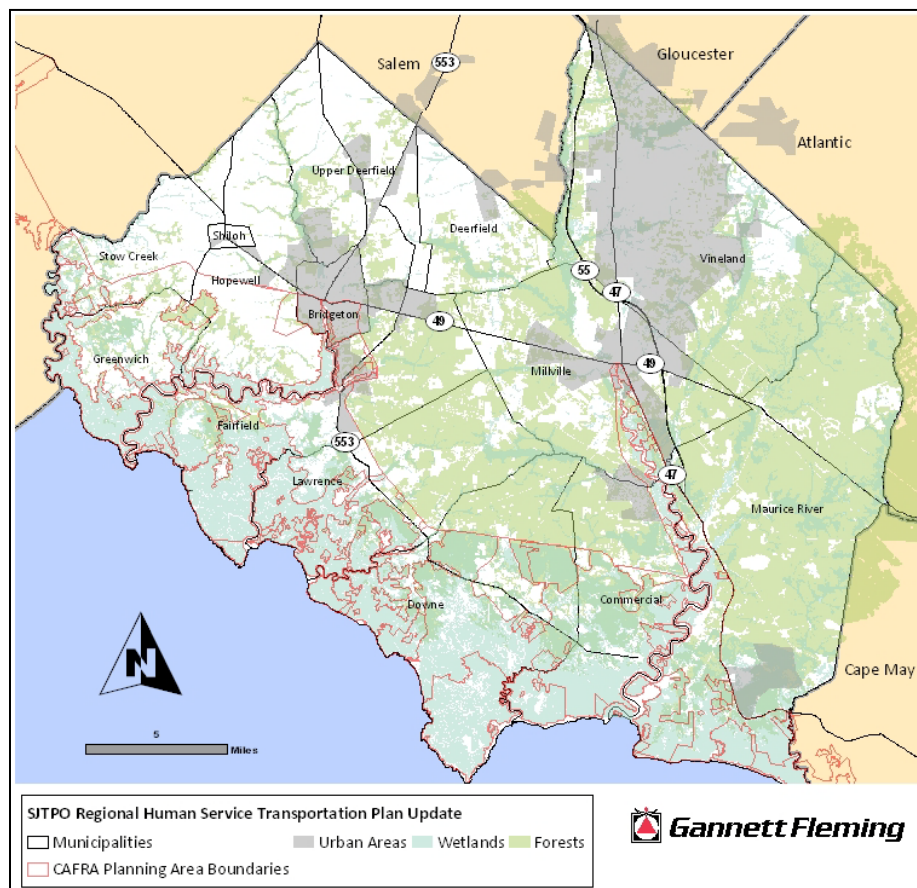 Salem
553
Gloucester
Atlantic
Upper Deerfield
Deerfield
Shiloh
Stow Creek
Hopewell
Vineland
55
47
Bridgeton
49
Greenwich
Millville
49
Fairfield
553
Lawrence
47
Maurice River
Downe
Commercial
N
Cape May
5
Miles
SJTPO Regional Human Service Transportation Plan Update
Municipalities Urban Areas Wetlands Forests
CAFRA Planning Area Boundaries
Gannett Fleming